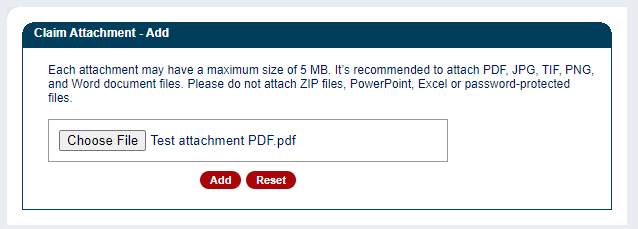 Claim Attachment - Add
Each attachment may have a maximum size of 5 MB. It's recommended to attach PDF, JPG, TIF, PNG,
and Word document files. Please do not attach ZIP files, PowerPoint, Excel or password-protected
files.
Choose File Test attachment PDF.pdf
Add Reset